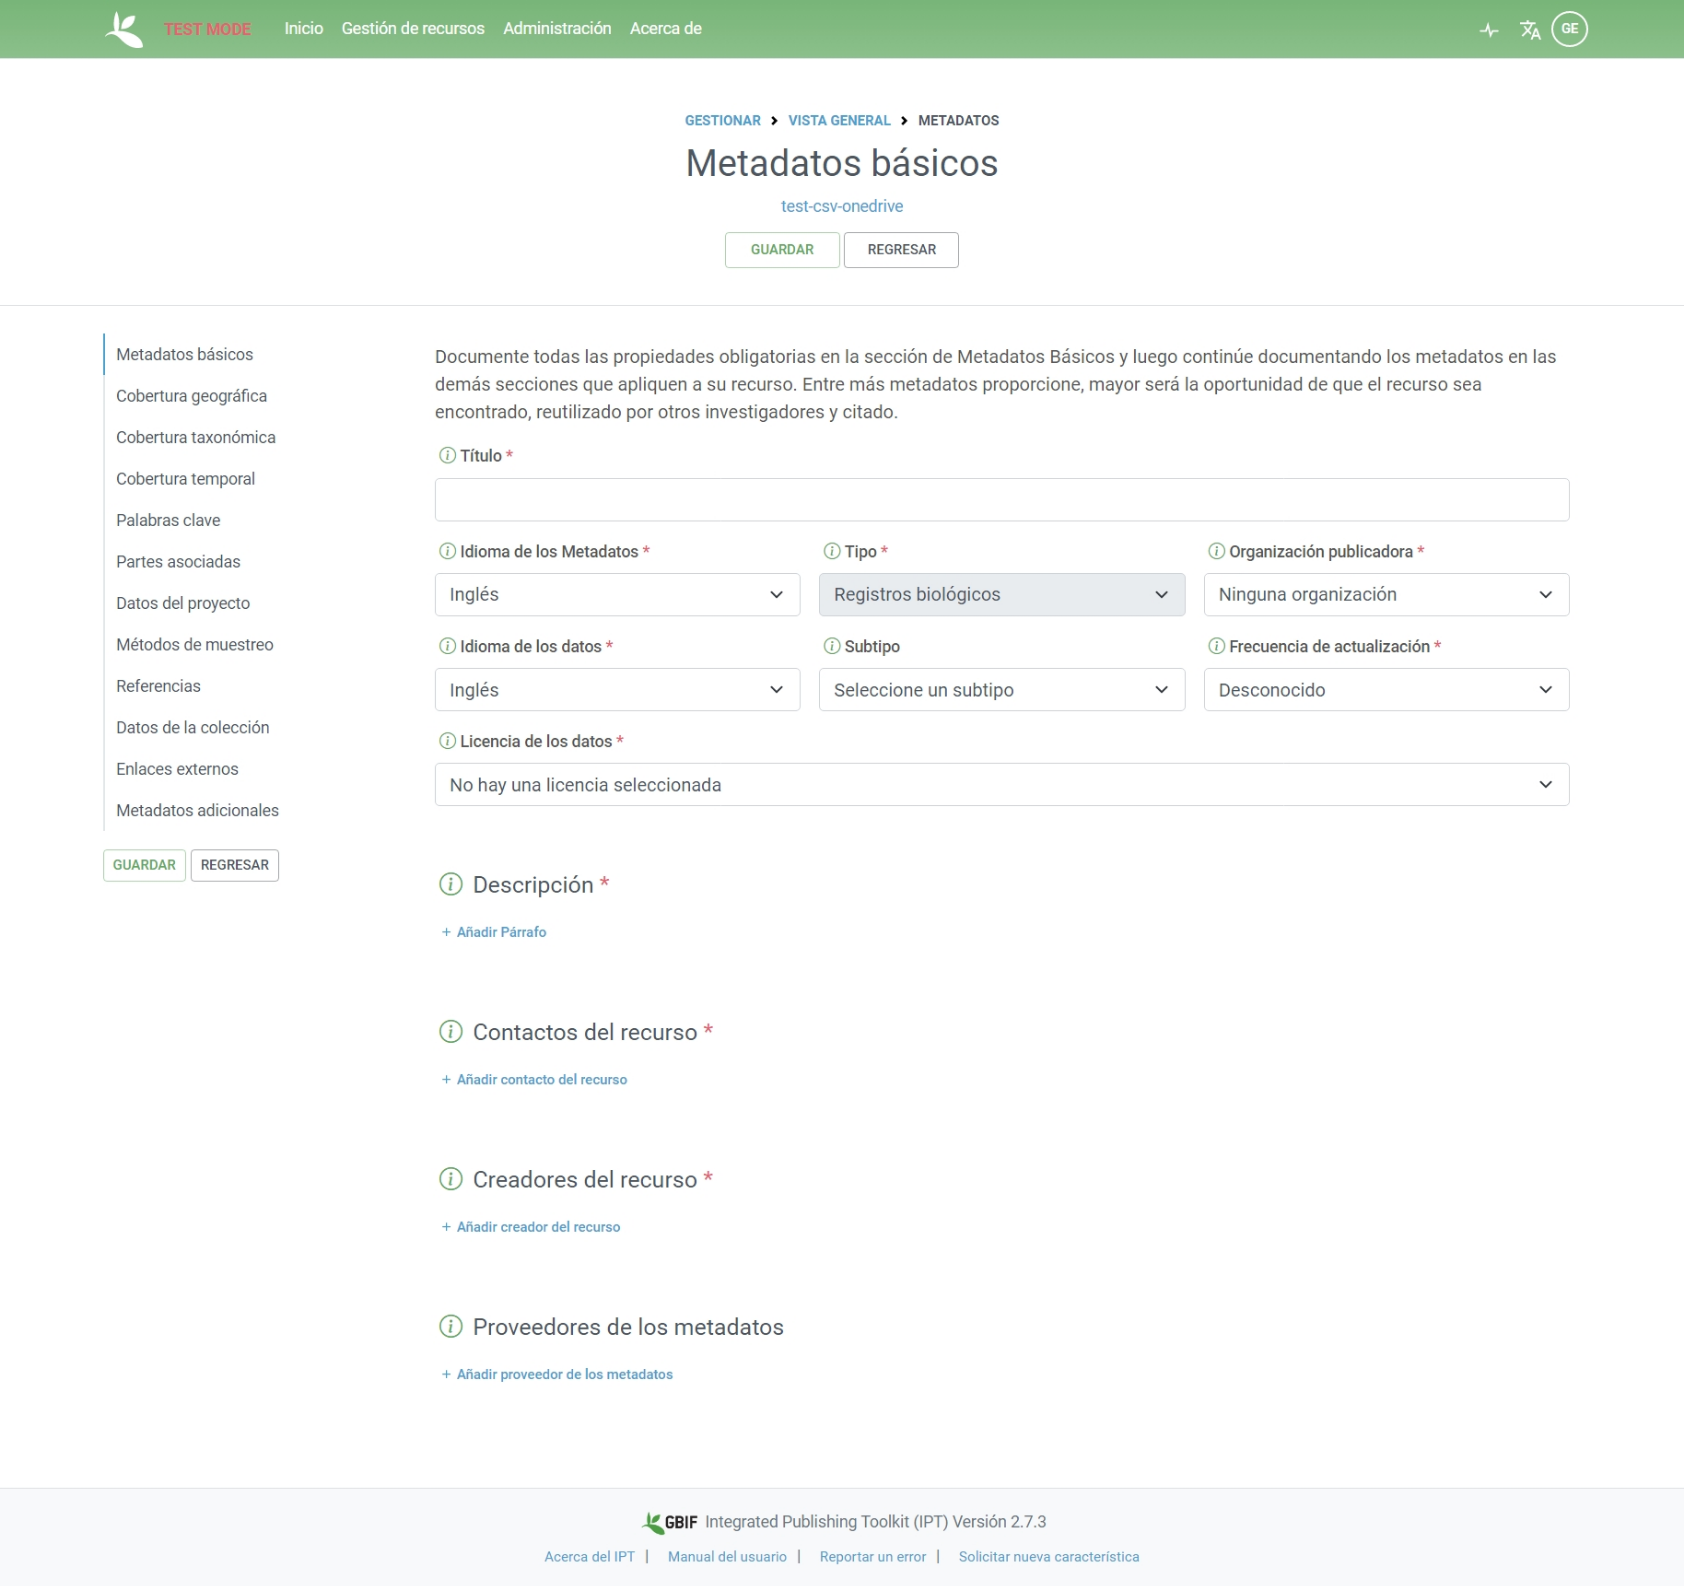 TEST MODE Inicio Gestión de recursos Administración Acerca de GE
GESTIONAR VISTA GENERAL METADATOS
Metadatos básicos
test-csv-onedrive
GUARDAR REGRESAR
Metadatos básicos
Cobertura geográfica
Cobertura taxonómica
Cobertura temporal
Palabras clave
Partes asociadas
Datos del proyecto
Métodos de muestreo
Referencias
Datos de la colección
Enlaces externos
Metadatos adicionales
GUARDAR REGRESAR
Documente todas las propiedades obligatorias en la sección de Metadatos Básicos y luego continúe documentando los metadatos en las
demás secciones que apliquen a su recurso. Entre más metadatos proporcione, mayor será la oportunidad de que el recurso sea
encontrado, reutilizado por otros investigadores y citado.
Título *
Idioma de los Metadatos * Tipo * Organización publicadora *
Inglés Registros biológicos Ninguna organización
Idioma de los datos * Subtipo Frecuencia de actualización *
Inglés Seleccione un subtipo Desconocido
Licencia de los datos *
No hay una licencia seleccionada
Descripción *
+ Añadir Párrafo
Contactos del recurso *
+ Añadir contacto del recurso
Creadores del recurso *
+ Añadir creador del recurso
Proveedores de los metadatos
+ Añadir proveedor de los metadatos
GBIF Integrated Publishing Toolkit (IPT) Versión 2.7.3
Acerca del IPT | Manual del usuario | Reportar un error | Solicitar nueva característica